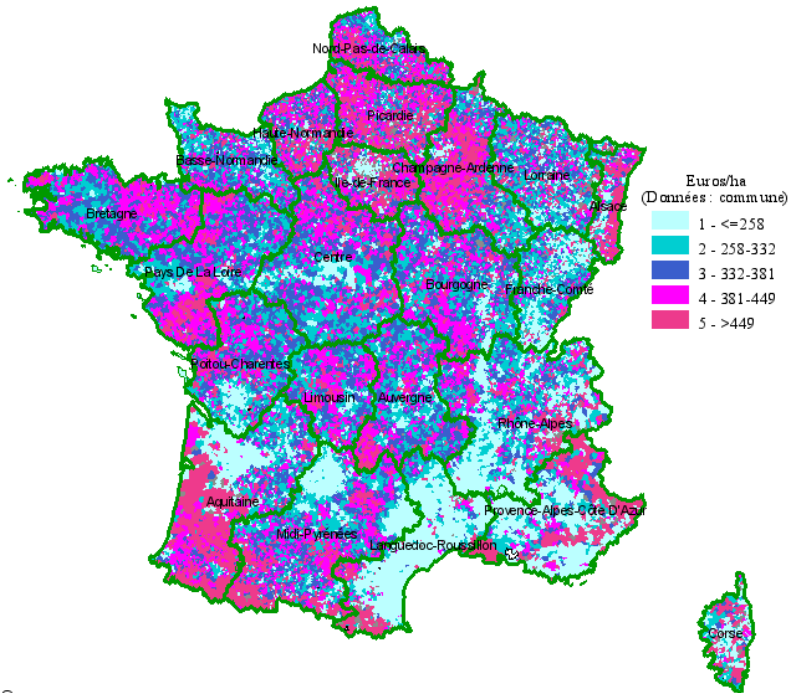 Nord-Pas-de-Calais
Picardie
Haute-Normandie
Basse-Normandie
Ile-de-France
Champagne-Ardenne
Lorraine
Alsace
Bretagne
Pays De La Loire
Centre
Bourgogne
Franche-Comté
Poitou-Charentes
Limousin
Auvergne
Rhône-Alpes
Aquitaine
Midi-Pyrénées
Languedoc-Roussillon
Provence-Alpes-Côte D'Azur
Corse
Euros/ha
(Données : commune)
1 - <=258
2 - 258-332
3 - 332-381
4 - 381-449
5 - >449